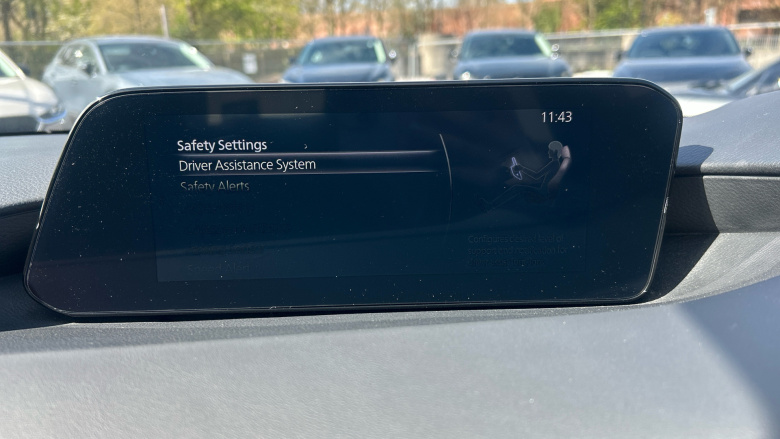 11:43
Safety Settings
Driver Assistance System
Safety Alerts